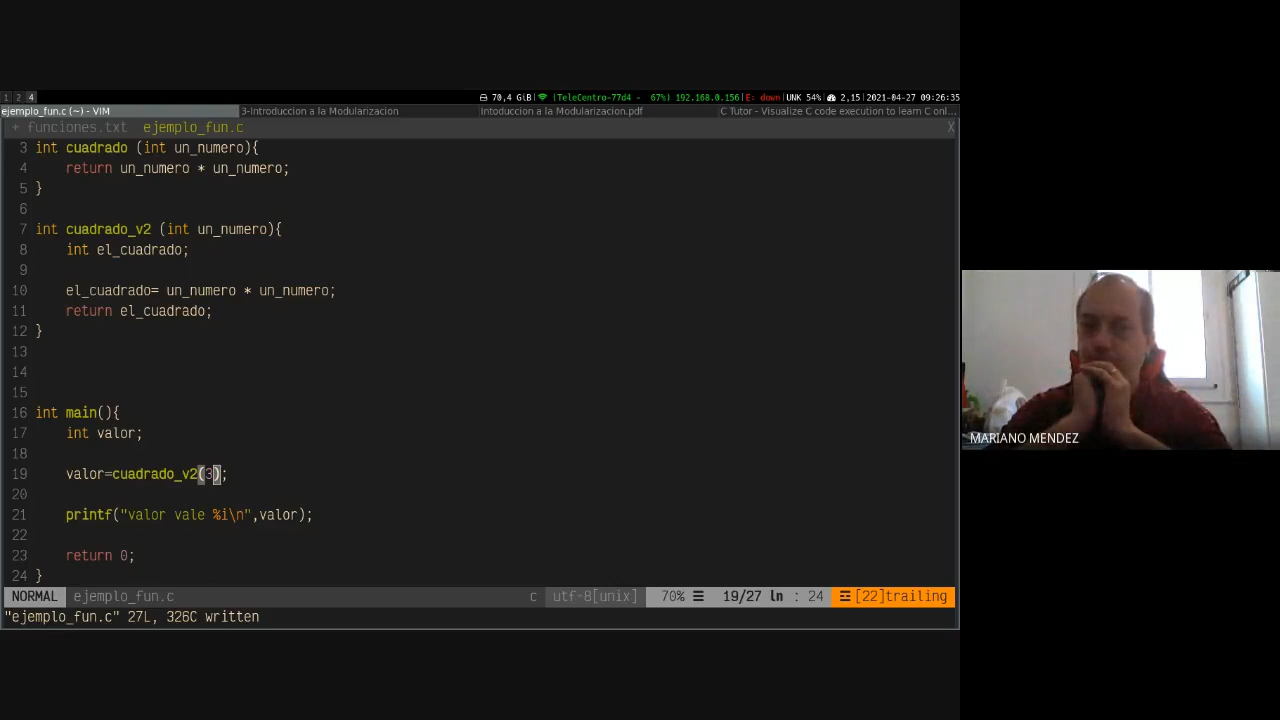 1 2 4 70,4 GiB (TeleCentro-77d4 - 67%) 192.168.0.156 E: down UNK 54% 2,15 2021-04-27 09:26:35
ejemplo_fun.c (~) - VIM 3-Introduccion a la Modularizacion Intoduccion a la Modularizacion.pdf C Tutor - Visualize C code execution to learn C onl...
+ funciones.txt ejemplo_fun.c X
3 int cuadrado (int un_numero){
4 return un_numero * un_numero;
5 }
6
7 int cuadrado_v2 (int un_numero){
8 int el_cuadrado;
9
10 el_cuadrado= un_numero * un_numero;
11 return el_cuadrado;
12 }
13
14
15
16 int main(){
17 int valor;
18
19 valor=cuadrado_v2(3);
20
21 printf("valor vale %i\n",valor);
22
23 return 0;
24 }
NORMAL ejemplo_fun.c c utf-8[unix] 70% ☰ 19/27 ln : 24 ☲ [22]trailing
"ejemplo_fun.c" 27L, 326C written
MARIANO MENDEZ